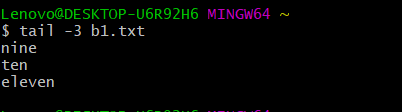 Lenovo@DESKTOP-U6R92H6 MINGW64 ~
$ tail -3 b1.txt
nine
ten
eleven